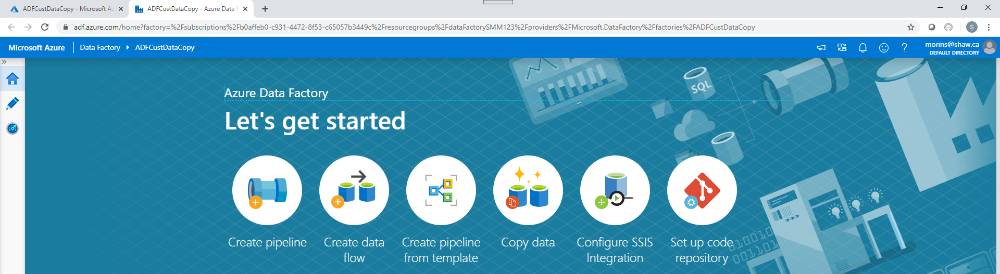 ADFCustDataCopy - Microsoft Az
ADFCustDataCopy - Azure Data F
adf.azure.com/home?factory=%2Fsubscriptions%2Fb0affeb0-c931-4472-8f53-c65057b3449c%2Fresourcegroups%2FdataFactorySMM123%2Fproviders%2FMicrosoft.DataFactory%2Ffactories%2FADFCustDataCopy
S
Microsoft Azure
Data Factory
ADFCustDataCopy
morins@shaw.ca
DEFAULT DIRECTORY
Azure Data Factory
Let's get started
SQL
Create pipeline
Create data
flow
Create pipeline
from template
Copy data
Configure SSIS
Integration
Set up code
repository